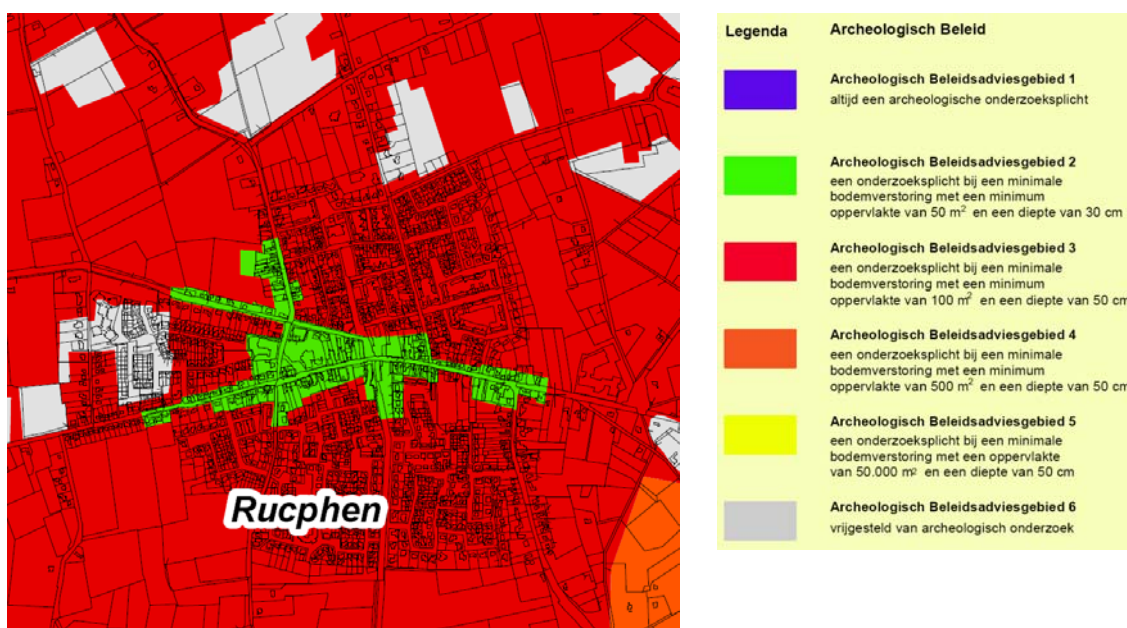 Rucphen
Legenda
Archeologisch Beleid
Archeologisch Beleidsadviesgebied 1
altijd een archeologische onderzoeksplicht
Archeologisch Beleidsadviesgebied 2
een onderzoeksplicht bij een minimale
bodemverstoring met een minimum
oppervlakte van 50 m² en een diepte van 30 cm
Archeologisch Beleidsadviesgebied 3
een onderzoeksplicht bij een minimale
bodemverstoring met een minimum
oppervlakte van 100 m² en een diepte van 50 cm
Archeologisch Beleidsadviesgebied 4
een onderzoeksplicht bij een minimale
bodemverstoring met een minimum
oppervlakte van 500 m² en een diepte van 50 cm
Archeologisch Beleidsadviesgebied 5
een onderzoeksplicht bij een minimale
bodemverstoring met een oppervlakte
van 50.000 m² en een diepte van 50 cm
Archeologisch Beleidsadviesgebied 6
vrijgesteld van archeologisch onderzoek